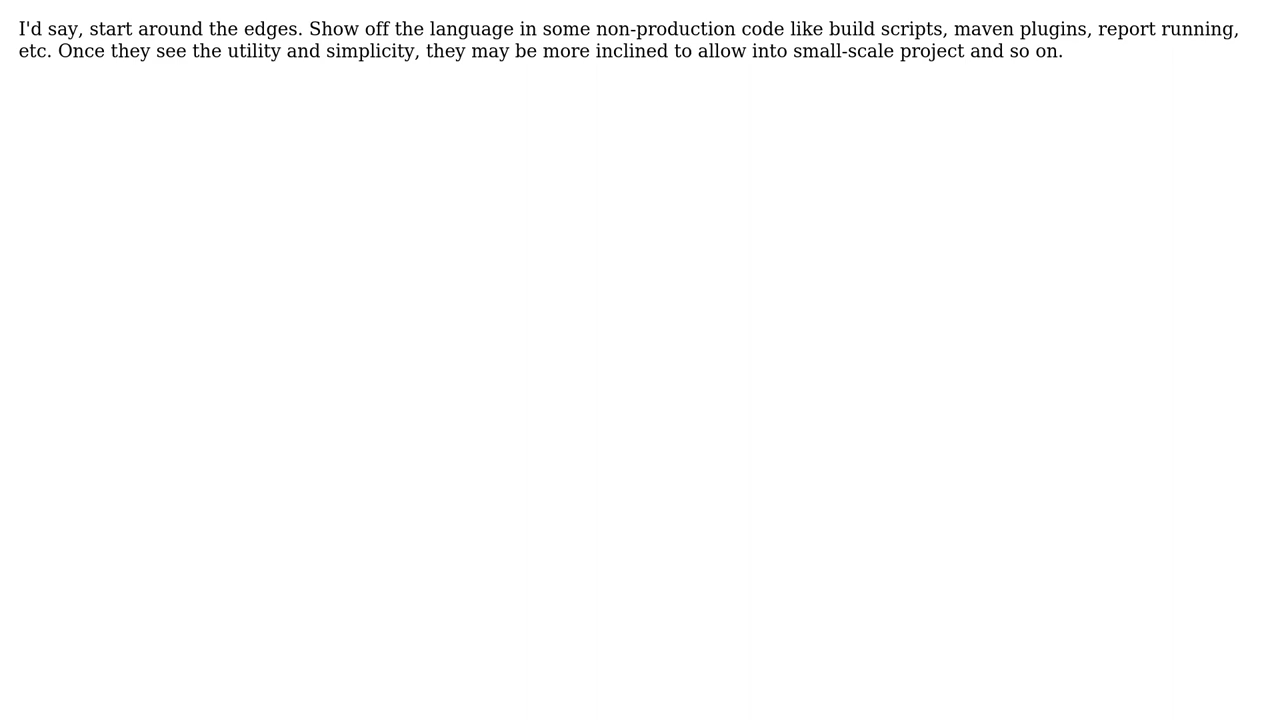 I'd say, start around the edges. Show off the language in some non-production code like build scripts, maven plugins, report running,
etc. Once they see the utility and simplicity, they may be more inclined to allow into small-scale project and so on.